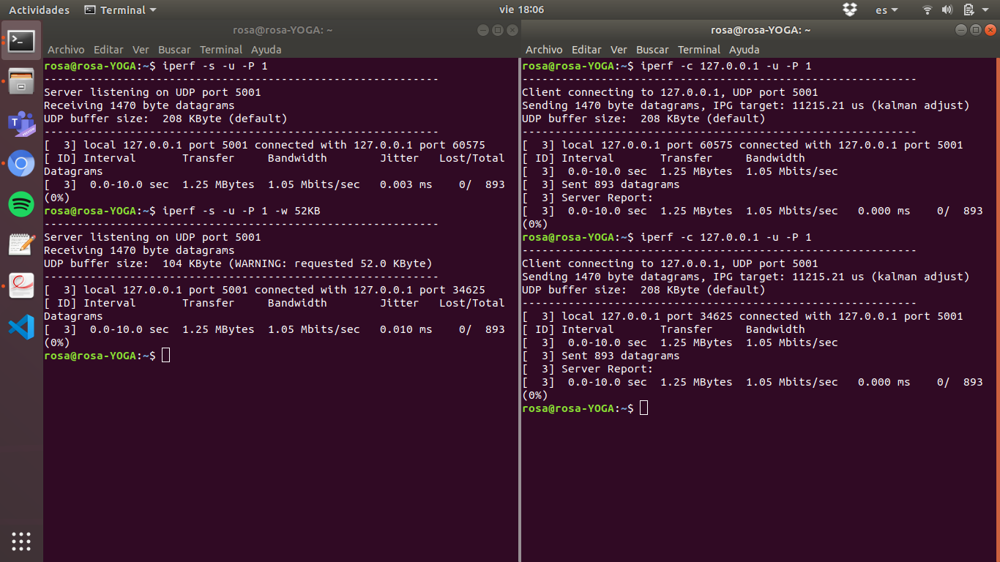 Actividades Terminal vie 18:06 es
rosa@rosa-YOGA: ~
Archivo Editar Ver Buscar Terminal Ayuda
rosa@rosa-YOGA:~$ iperf -s -u -P 1
------------------------------------------------------------
Server listening on UDP port 5001
Receiving 1470 byte datagrams
UDP buffer size:  208 KByte (default)
------------------------------------------------------------
[  3] local 127.0.0.1 port 5001 connected with 127.0.0.1 port 60575
[ ID] Interval       Transfer     Bandwidth        Jitter   Lost/Total
Datagrams
[  3]  0.0-10.0 sec  1.25 MBytes  1.05 Mbits/sec   0.003 ms    0/  893
(0%)
rosa@rosa-YOGA:~$ iperf -s -u -P 1 -w 52KB
------------------------------------------------------------
Server listening on UDP port 5001
Receiving 1470 byte datagrams
UDP buffer size:  104 KByte (WARNING: requested 52.0 KByte)
------------------------------------------------------------
[  3] local 127.0.0.1 port 5001 connected with 127.0.0.1 port 34625
[ ID] Interval       Transfer     Bandwidth        Jitter   Lost/Total
Datagrams
[  3]  0.0-10.0 sec  1.25 MBytes  1.05 Mbits/sec   0.010 ms    0/  893
(0%)
rosa@rosa-YOGA:~$
rosa@rosa-YOGA: ~
Archivo Editar Ver Buscar Terminal Ayuda
rosa@rosa-YOGA:~$ iperf -c 127.0.0.1 -u -P 1
------------------------------------------------------------
Client connecting to 127.0.0.1, UDP port 5001
Sending 1470 byte datagrams, IPG target: 11215.21 us (kalman adjust)
UDP buffer size:  208 KByte (default)
------------------------------------------------------------
[  3] local 127.0.0.1 port 60575 connected with 127.0.0.1 port 5001
[ ID] Interval       Transfer     Bandwidth
[  3]  0.0-10.0 sec  1.25 MBytes  1.05 Mbits/sec
[  3] Sent 893 datagrams
[  3] Server Report:
[  3]  0.0-10.0 sec  1.25 MBytes  1.05 Mbits/sec   0.000 ms    0/  893
(0%)
rosa@rosa-YOGA:~$ iperf -c 127.0.0.1 -u -P 1
------------------------------------------------------------
Client connecting to 127.0.0.1, UDP port 5001
Sending 1470 byte datagrams, IPG target: 11215.21 us (kalman adjust)
UDP buffer size:  208 KByte (default)
------------------------------------------------------------
[  3] local 127.0.0.1 port 34625 connected with 127.0.0.1 port 5001
[ ID] Interval       Transfer     Bandwidth
[  3]  0.0-10.0 sec  1.25 MBytes  1.05 Mbits/sec
[  3] Sent 893 datagrams
[  3] Server Report:
[  3]  0.0-10.0 sec  1.25 MBytes  1.05 Mbits/sec   0.000 ms    0/  893
(0%)
rosa@rosa-YOGA:~$